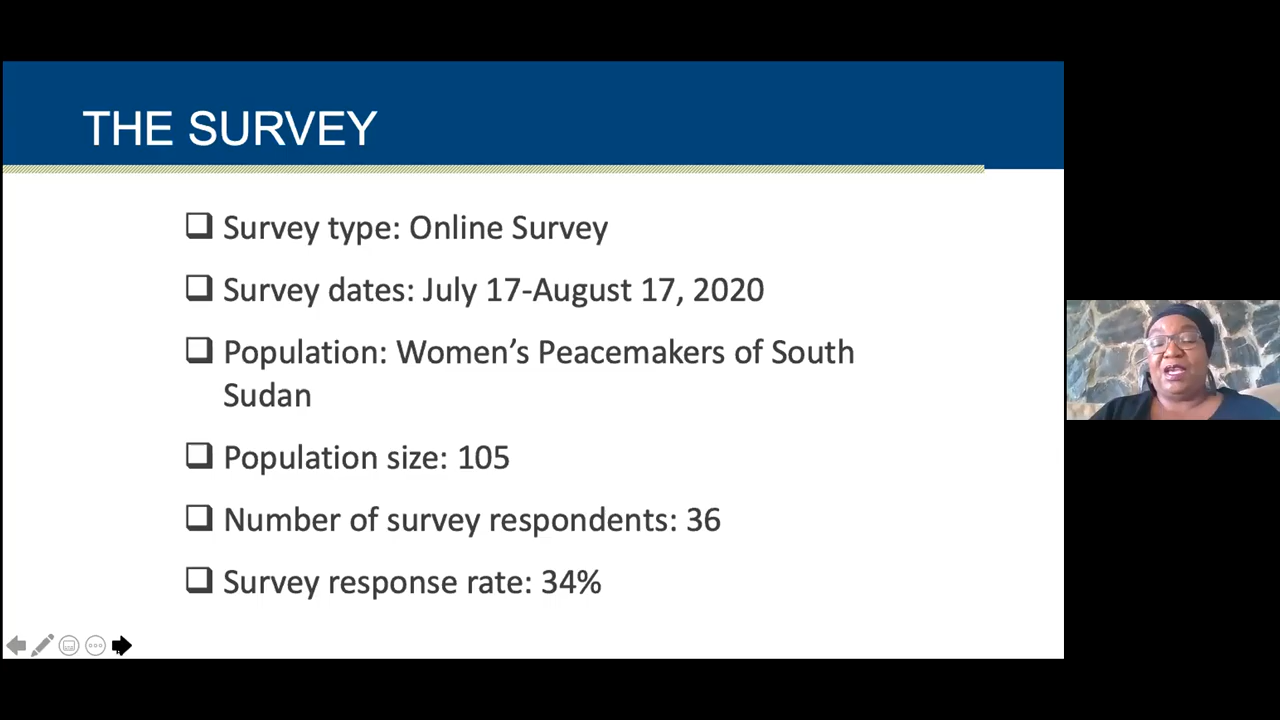 THE SURVEY
Survey type: Online Survey
Survey dates: July 17-August 17, 2020
Population: Women’s Peacemakers of South
Sudan
Population size: 105
Number of survey respondents: 36
Survey response rate: 34%